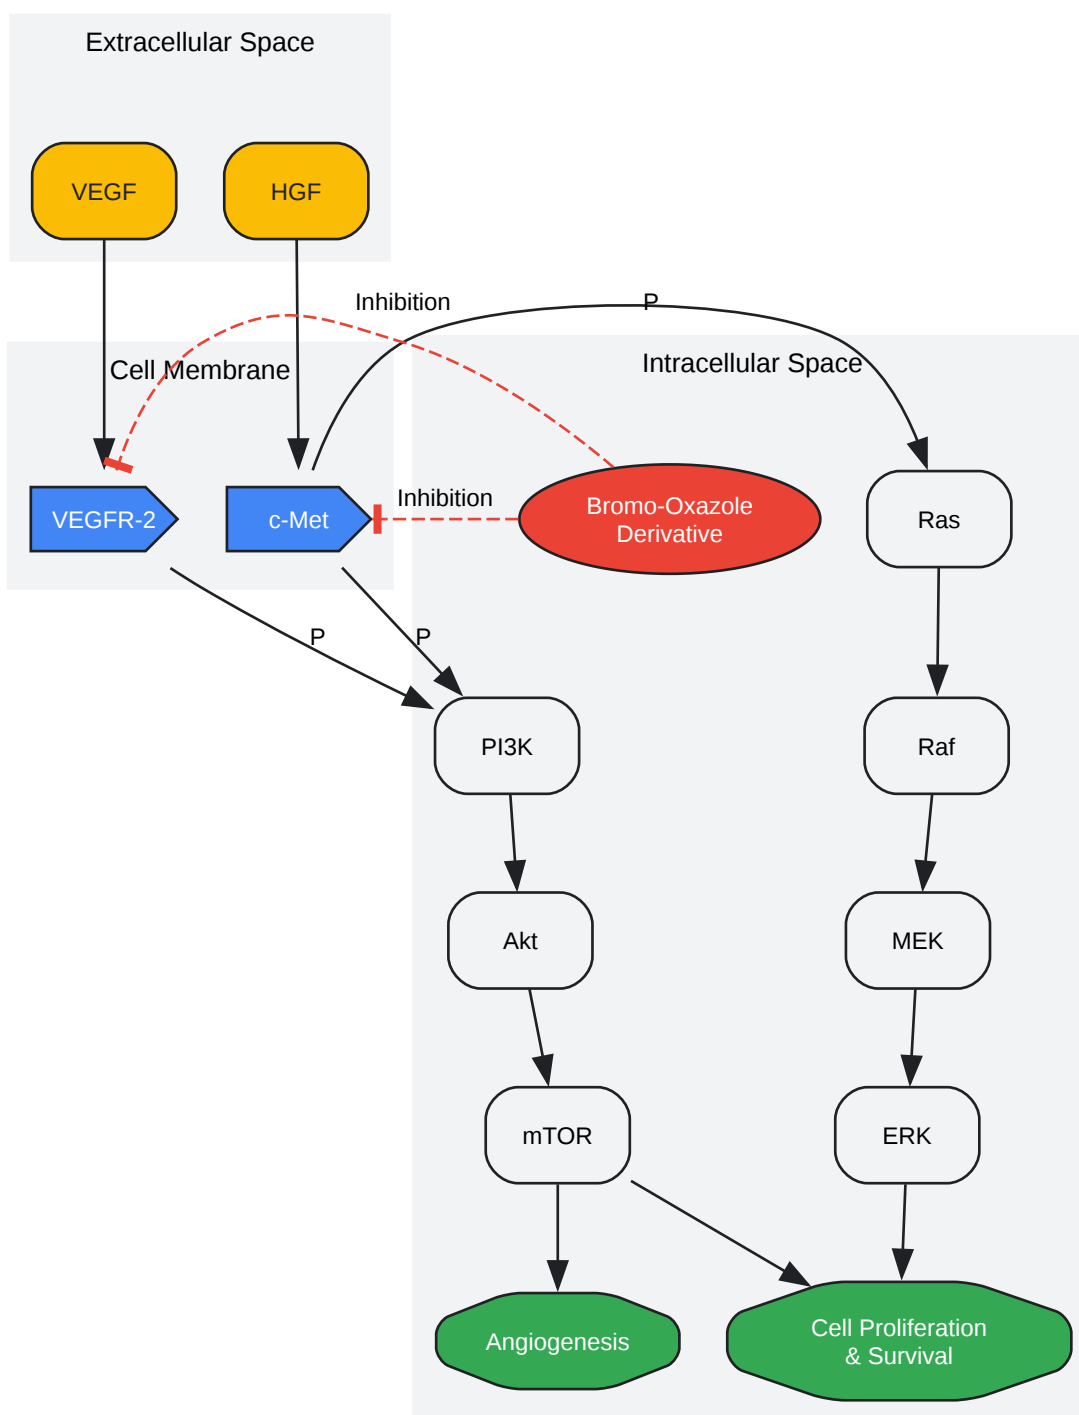 Extracellular Space
VEGF
HGF
Inhibition
P
Cell Membrane
Intracellular Space
VEGFR-2
c-Met
Inhibition
Bromo-Oxazole
Derivative
Ras
P
P
PI3K
Raf
Akt
MEK
mTOR
ERK
Angiogenesis
Cell Proliferation
& Survival